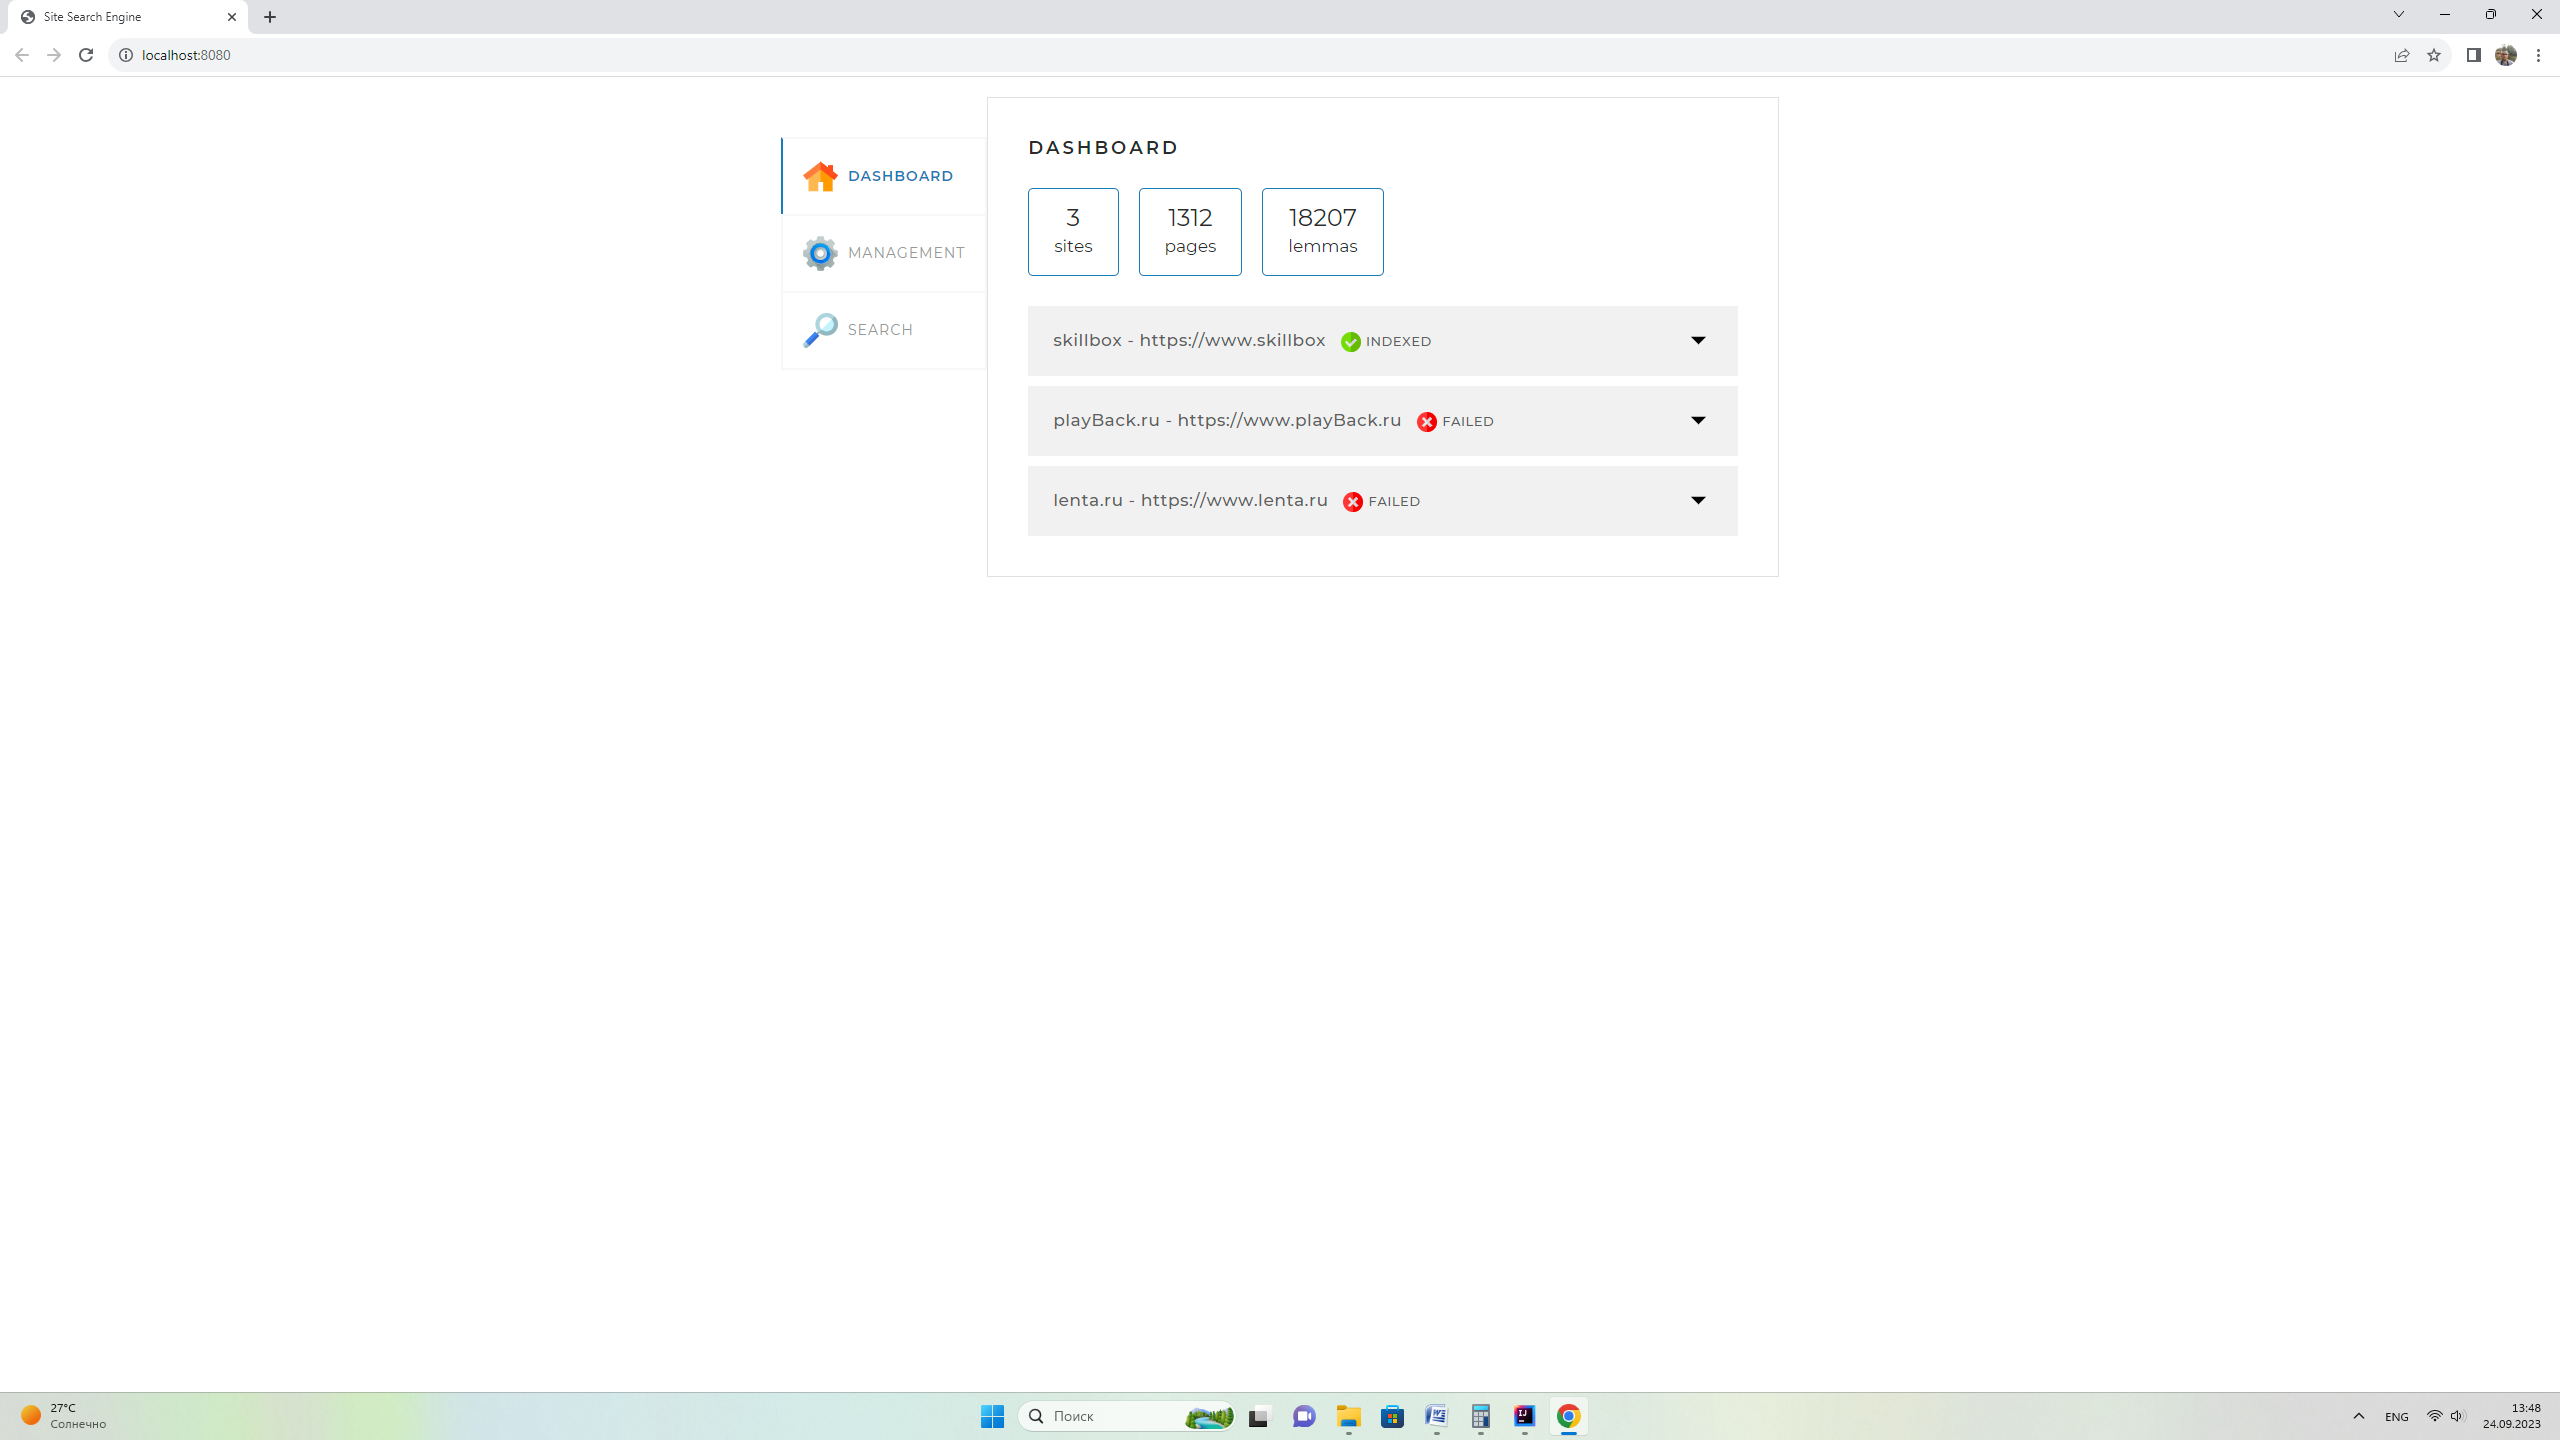 Site Search Engine
localhost:8080
DASHBOARD
MANAGEMENT
SEARCH
DASHBOARD
3
sites
1312
pages
18207
lemmas
skillbox - https://www.skillbox INDEXED
playBack.ru - https://www.playBack.ru FAILED
lenta.ru - https://www.lenta.ru FAILED
27°C
Солнечно
Поиск
ENG
13:48
24.09.2023